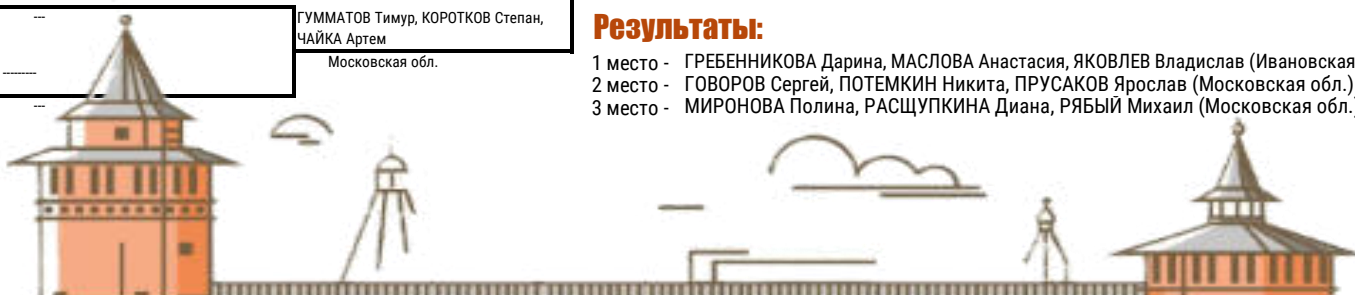 ---
ГУММАТОВ Тимур, КОРОТКОВ Степан,
ЧАЙКА Артем
Московская обл.
---------
---
Результаты:
1 место - ГРЕБЕННИКОВА Дарина, МАСЛОВА Анастасия, ЯКОВЛЕВ Владислав (Ивановская
2 место - ГОВОРОВ Сергей, ПОТЕМКИН Никита, ПРУСАКОВ Ярослав (Московская обл.)
3 место - МИРОНОВА Полина, РАСЩУПКИНА Диана, РЯБЫЙ Михаил (Московская обл.)